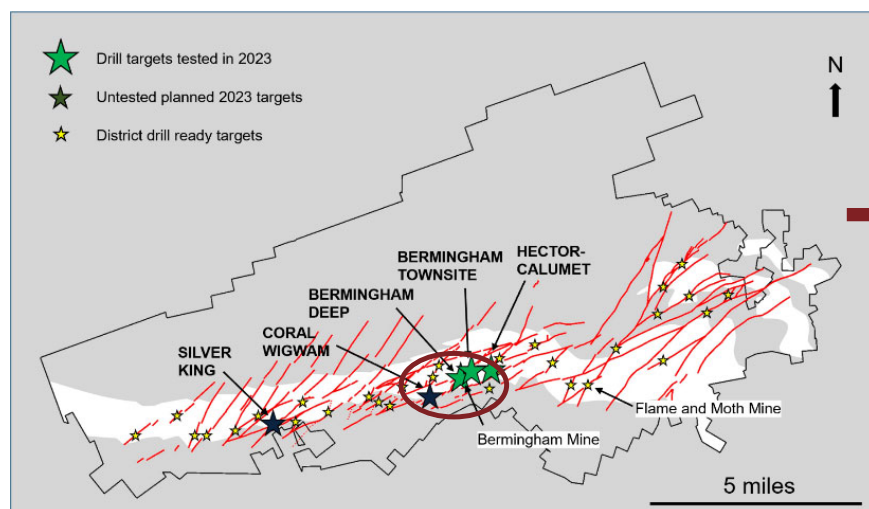 Drill targets tested in 2023
Untested planned 2023 targets
District drill ready targets
N
BERMINGHAM
TOWNSITE
HECTOR-
CALUMET
BERMINGHAM
DEEP
CORAL
WIGWAM
SILVER
KING
Flame and Moth Mine
Bermingham Mine
5 miles